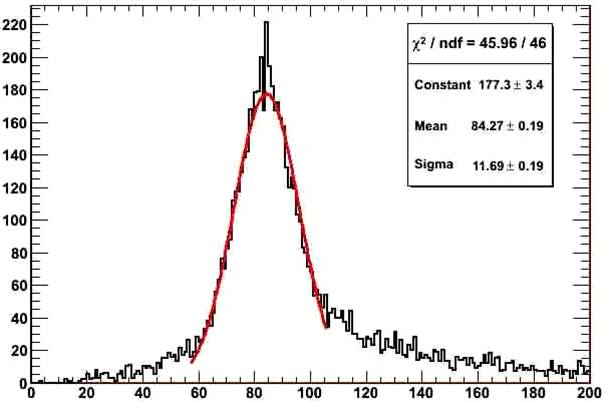 χ² / ndf = 45.96 / 46
Constant 177.3 ± 3.4
Mean 84.27 ± 0.19
Sigma 11.69 ± 0.19
220
200
180
160
140
120
100
80
60
40
20
0
0 20 40 60 80 100 120 140 160 180 200